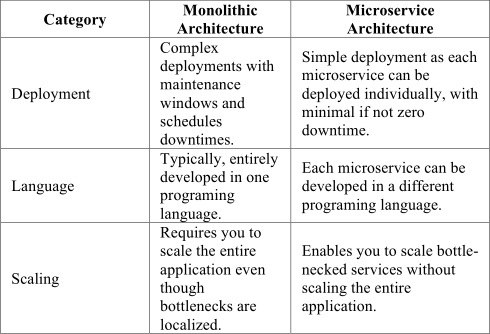 Category
Monolithic
Architecture
Microservice
Architecture
Deployment
Complex
deployments with
maintenance
windows and
schedules
downtimes.
Simple deployment as each
microservice can be
deployed individually, with
minimal if not zero
downtime.
Language
Typically, entirely
developed in one
programing
language.
Each microservice can be
developed in a different
programing language.
Scaling
Requires you to
scale the entire
application even
though
bottlenecks are
localized.
Enables you to scale bottle-
necked services without
scaling the entire
application.